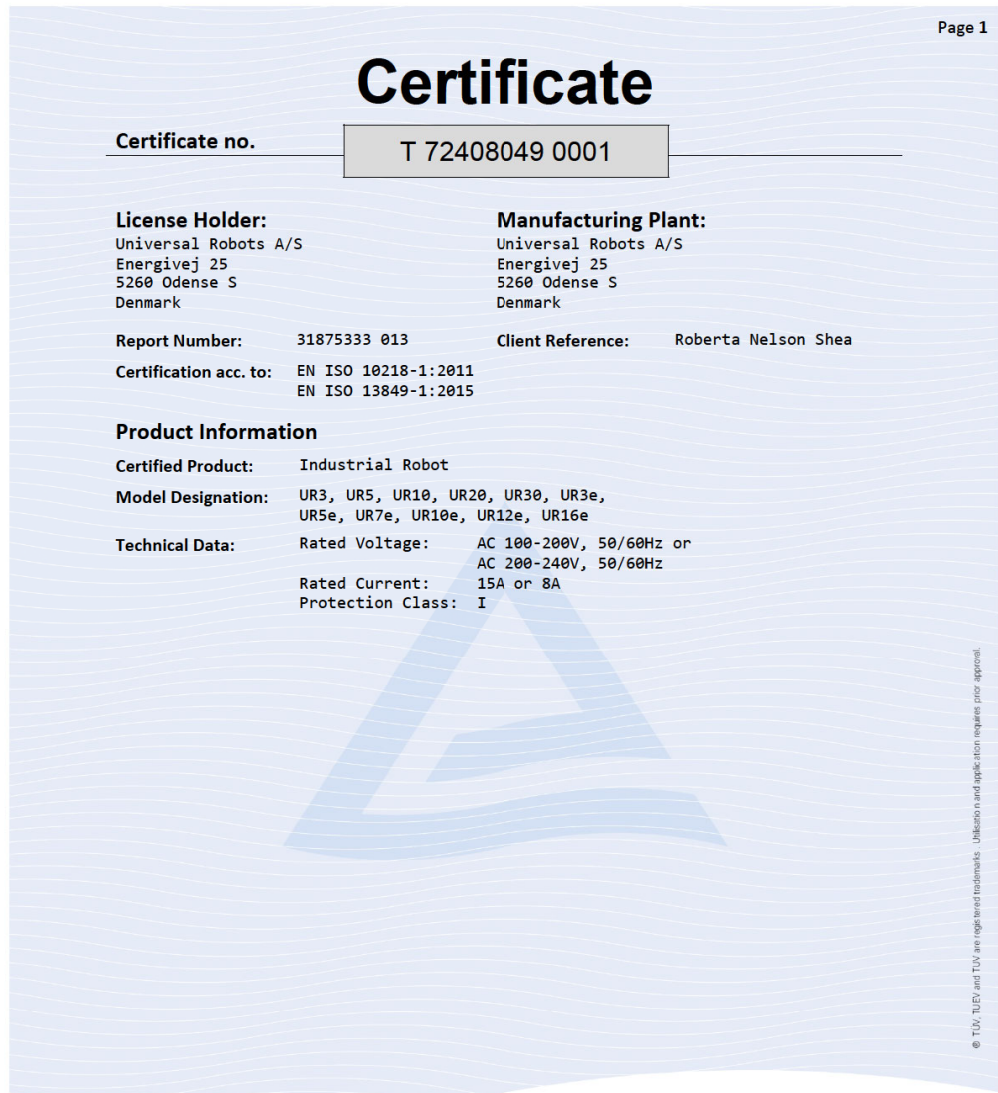 Page 1
Certificate
Certificate no.
T 72408049 0001
License Holder:
Universal Robots A/S
Energivej 25
5260 Odense S
Denmark
Manufacturing Plant:
Universal Robots A/S
Energivej 25
5260 Odense S
Denmark
Report Number: 31875333 013
Client Reference: Roberta Nelson Shea
Certification acc. to: EN ISO 10218-1:2011
EN ISO 13849-1:2015
Product Information
Certified Product: Industrial Robot
Model Designation: UR3, UR5, UR10, UR20, UR30, UR3e,
UR5e, UR7e, UR10e, UR12e, UR16e
Technical Data: Rated Voltage: AC 100-200V, 50/60Hz or
AC 200-240V, 50/60Hz
Rated Current: 15A or 8A
Protection Class: I
® TÜV, TUEV and TUV are registered trademarks. Utilisation and application requires prior approval.